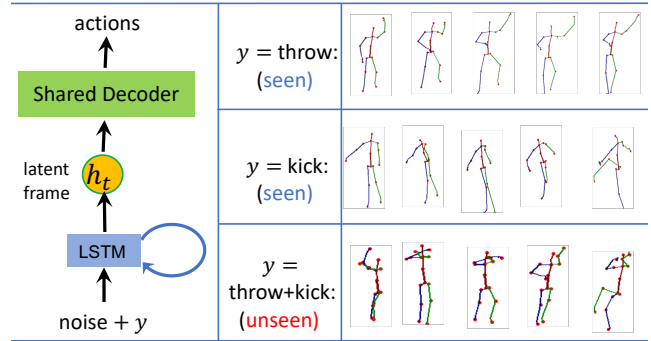 actions
Shared Decoder
latent
frame
h_t
LSTM
noise + y
y = throw:
(seen)
y = kick:
(seen)
y =
throw+kick:
(unseen)